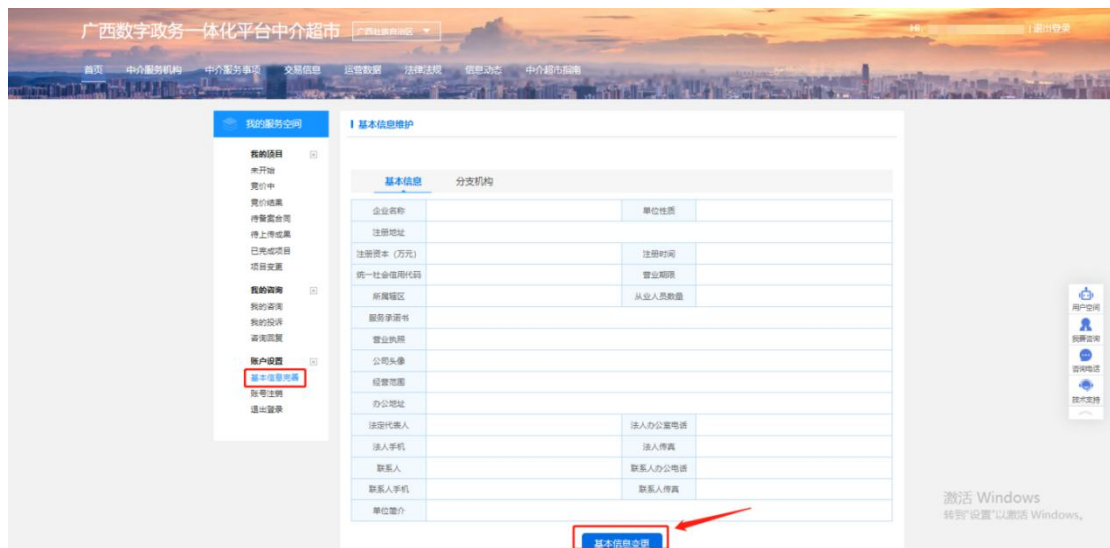 广西数字政务一体化平台中介超市 广西壮族自治区
Hi, | 退出登录
首页 中介服务机构 中介服务事项 交易信息 运营数据 法律法规 信息动态 中介超市指南
我的服务空间
我的项目
未开始
竞价中
竞价结果
待备案合同
待上传成果
已完成项目
项目变更
我的咨询
我的咨询
我的投诉
咨询回复
账户设置
基本信息完善
账号注销
退出登录
基本信息维护
基本信息 分支机构
企业名称 单位性质
注册地址
注册资本（万元） 注册时间
统一社会信用代码 营业期限
所属辖区 从业人员数量
服务承诺书
营业执照
公司头像
经营范围
办公地址
法定代表人 法人办公室电话
法人手机 法人传真
联系人 联系人办公电话
联系人手机 联系人传真
单位简介
基本信息变更
用户空间
我要咨询
咨询电话
技术支持
激活 Windows
转到"设置"以激活 Windows。